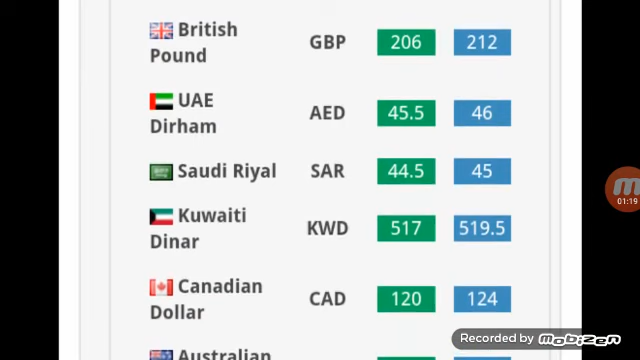 British
Pound GBP 206 212
UAE
Dirham AED 45.5 46
Saudi Riyal SAR 44.5 45
Kuwaiti
Dinar KWD 517 519.5
Canadian
Dollar CAD 120 124
Australian
01:19
Recorded by mobizen